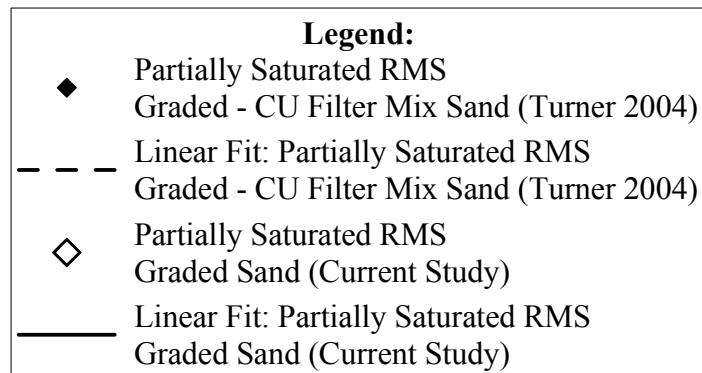 Legend:
Partially Saturated RMS
Graded - CU Filter Mix Sand (Turner 2004)
Linear Fit: Partially Saturated RMS
Graded - CU Filter Mix Sand (Turner 2004)
Partially Saturated RMS
Graded Sand (Current Study)
Linear Fit: Partially Saturated RMS
Graded Sand (Current Study)